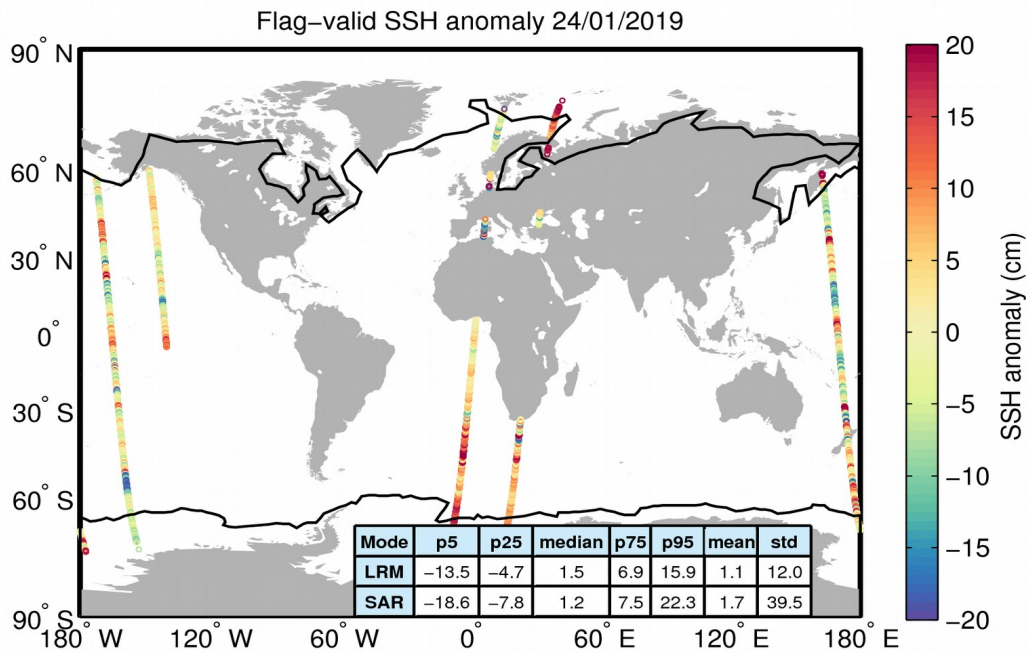 Flag−valid SSH anomaly 24/01/2019
90° N
60° N
30° N
0°
30° S
60° S
90° S
180° W
120° W
60° W
0°
60° E
120° E
180° E
Mode p5 p25 median p75 p95 mean std
LRM −13.5 −4.7 1.5 6.9 15.9 1.1 12.0
SAR −18.6 −7.8 1.2 7.5 22.3 1.7 39.5
20
15
10
5
0
−5
−10
−15
−20
SSH anomaly (cm)